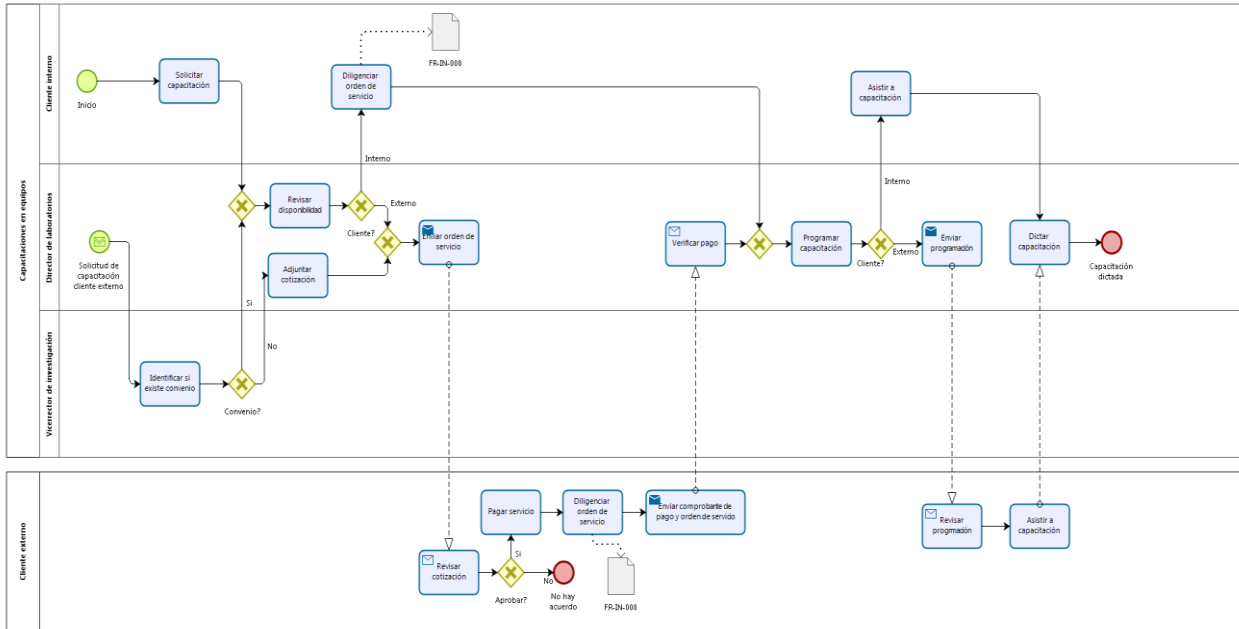 Capacitaciones en equipos
Cliente interno
Inicio
Solicitar
capacitación
Diligenciar
orden de
servicio
FR-IN-008
Asistir a
capacitación
Interno
Interno
Director de laboratorios
Solicitud de
capacitación
cliente externo
Revisar
disponibilidad
Cliente?
Externo
Adjuntar
cotización
Enviar orden de
servicio
Verificar pago
Programar
capacitación
Cliente?
Externo
Enviar
programación
Dictar
capacitación
Capacitación
dictada
Si
No
Vicerrector de investigación
Identificar si
existe convenio
Convenio?
Cliente externo
Pagar servicio
Diligenciar
orden de
servicio
Enviar comprobante de
pago y orden de servicio
Revisar
progrmadón
Asistir a
capacitación
Revisar
cotización
Si
Aprobar?
No
No hay
acuerdo
FR-IN-008